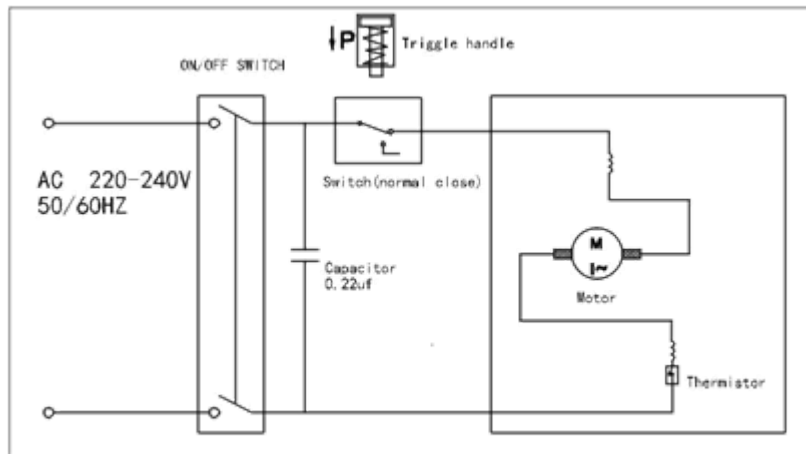 P Triggle handle
ON/OFF SWITCH
AC 220-240V
50/60HZ
Switch(normal close)
Capacitor
0.22uf
M
I~
Motor
Thermistor